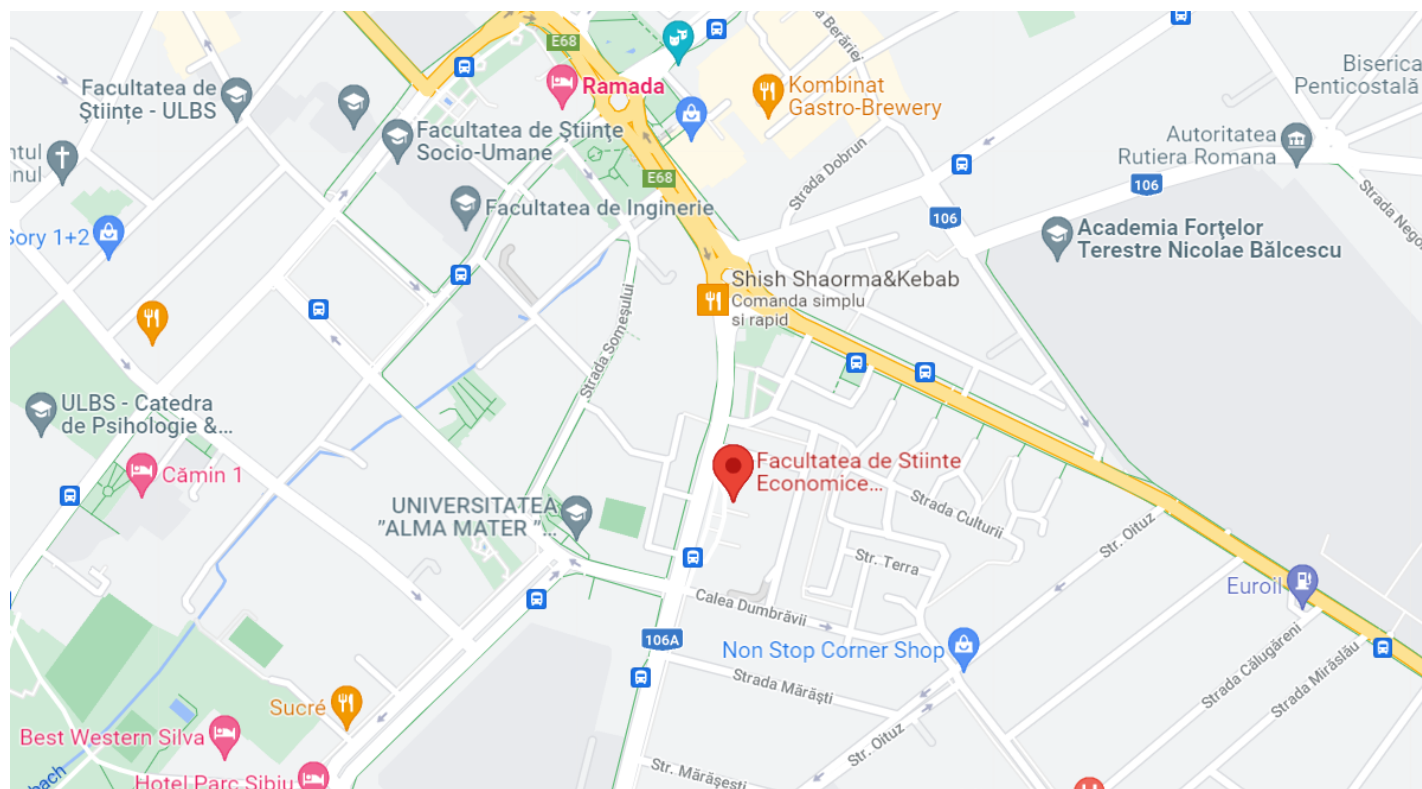 E68
Strada Berăriei
Biserica
Penticostală
Ramada
Kombinat
Gastro-Brewery
Facultatea de
Științe - ULBS
Facultatea de Ştiinţe
Socio-Umane
Autoritatea
Rutiera Romana
106
Strada Dobrun
E68
Facultatea de Inginerie
106
Strada Nego
Academia Forţelor
Terestre Nicolae Bălcescu
Sory 1+2
Shish Shaorma&Kebab
Comanda simplu
si rapid
Strada Someșului
ULBS - Catedra
de Psihologie &...
Cămin 1
Facultatea de Stiinte
Economice...
Strada Culturii
UNIVERSITATEA
"ALMA MATER "...
Str. Oituz
Str. Terra
Euroil
Calea Dumbrăvii
106A
Non Stop Corner Shop
Strada Mărăști
Strada Călugăreni
Strada Mirăslău
Sucré
Best Western Silva
Str. Oituz
Str. Mărășești
Hotel Parc Sibiu